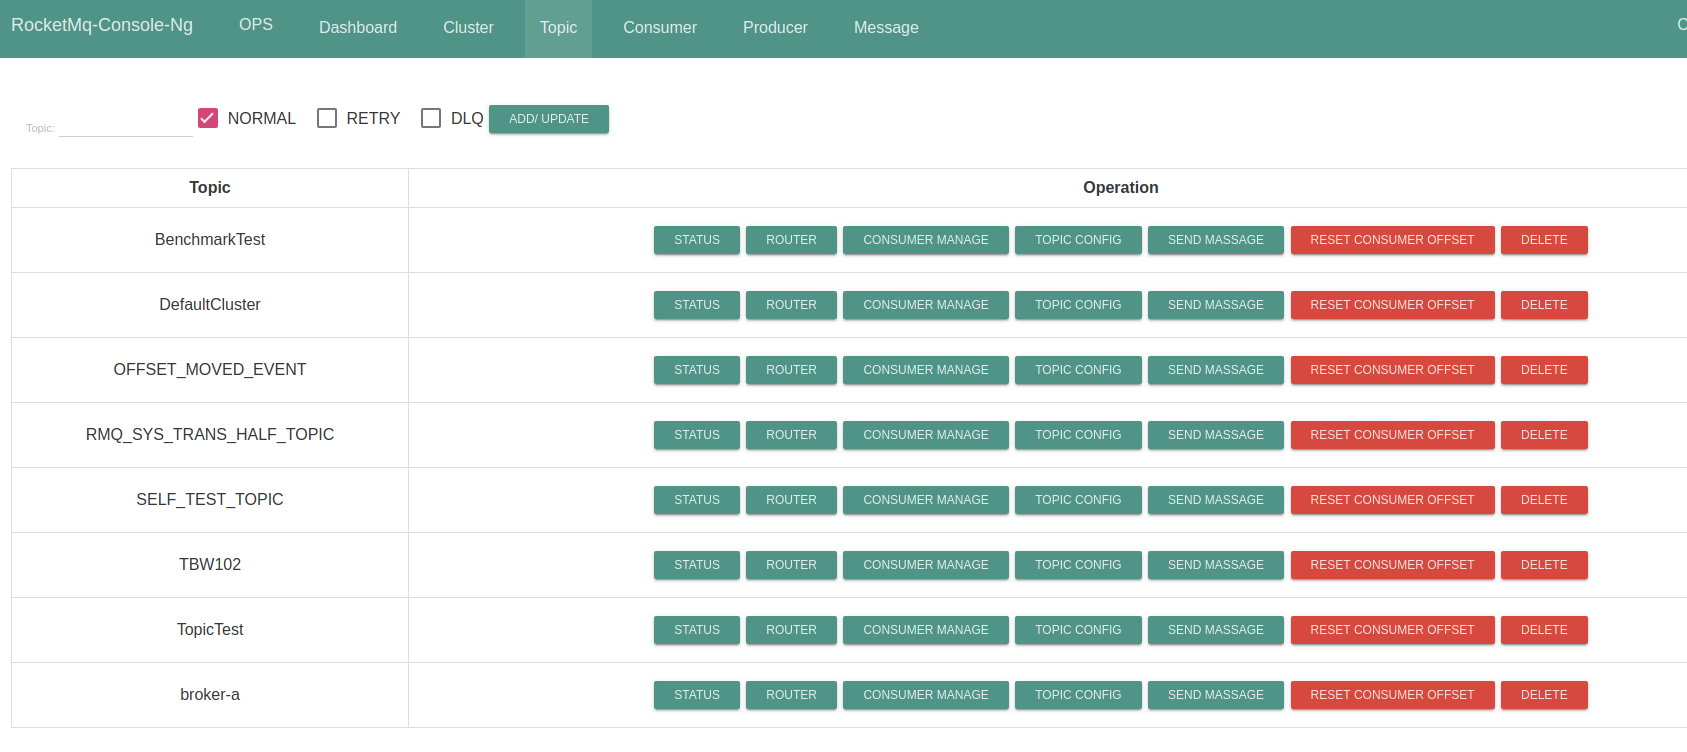 RocketMq-Console-Ng OPS Dashboard Cluster Topic Consumer Producer Message
Topic: NORMAL RETRY DLQ ADD/ UPDATE
Topic Operation
BenchmarkTest STATUS ROUTER CONSUMER MANAGE TOPIC CONFIG SEND MASSAGE RESET CONSUMER OFFSET DELETE
DefaultCluster STATUS ROUTER CONSUMER MANAGE TOPIC CONFIG SEND MASSAGE RESET CONSUMER OFFSET DELETE
OFFSET_MOVED_EVENT STATUS ROUTER CONSUMER MANAGE TOPIC CONFIG SEND MASSAGE RESET CONSUMER OFFSET DELETE
RMQ_SYS_TRANS_HALF_TOPIC STATUS ROUTER CONSUMER MANAGE TOPIC CONFIG SEND MASSAGE RESET CONSUMER OFFSET DELETE
SELF_TEST_TOPIC STATUS ROUTER CONSUMER MANAGE TOPIC CONFIG SEND MASSAGE RESET CONSUMER OFFSET DELETE
TBW102 STATUS ROUTER CONSUMER MANAGE TOPIC CONFIG SEND MASSAGE RESET CONSUMER OFFSET DELETE
TopicTest STATUS ROUTER CONSUMER MANAGE TOPIC CONFIG SEND MASSAGE RESET CONSUMER OFFSET DELETE
broker-a STATUS ROUTER CONSUMER MANAGE TOPIC CONFIG SEND MASSAGE RESET CONSUMER OFFSET DELETE